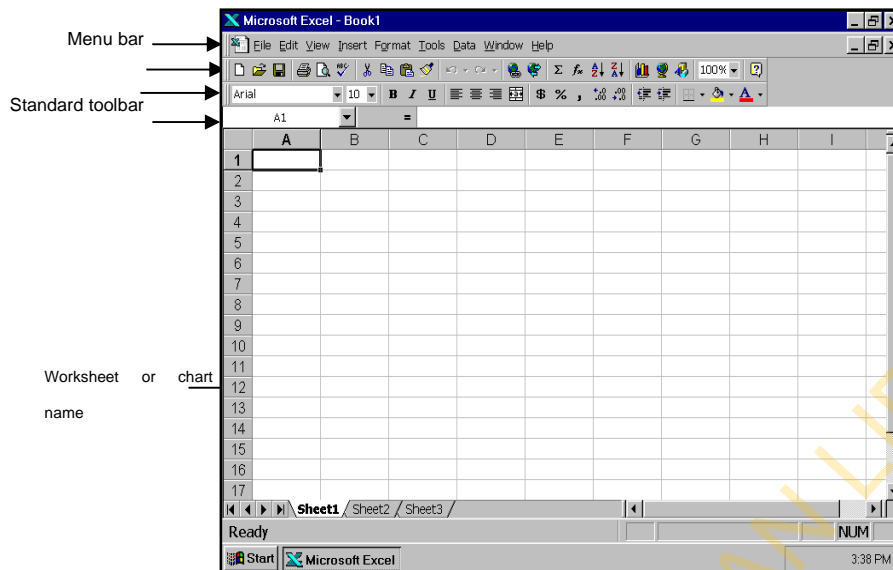 Microsoft Excel - Book1
Menu bar
File Edit View Insert Format Tools Data Window Help
100%
Standard toolbar
Arial 10 B I U $ % ,
A1 =
A B C D E F G H I
1
2
3
4
5
6
7
8
9
10
11
Worksheet or chart
12
name
13
14
15
16
17
Sheet1 Sheet2 Sheet3
Ready NUM
Start Microsoft Excel 3:38 PM